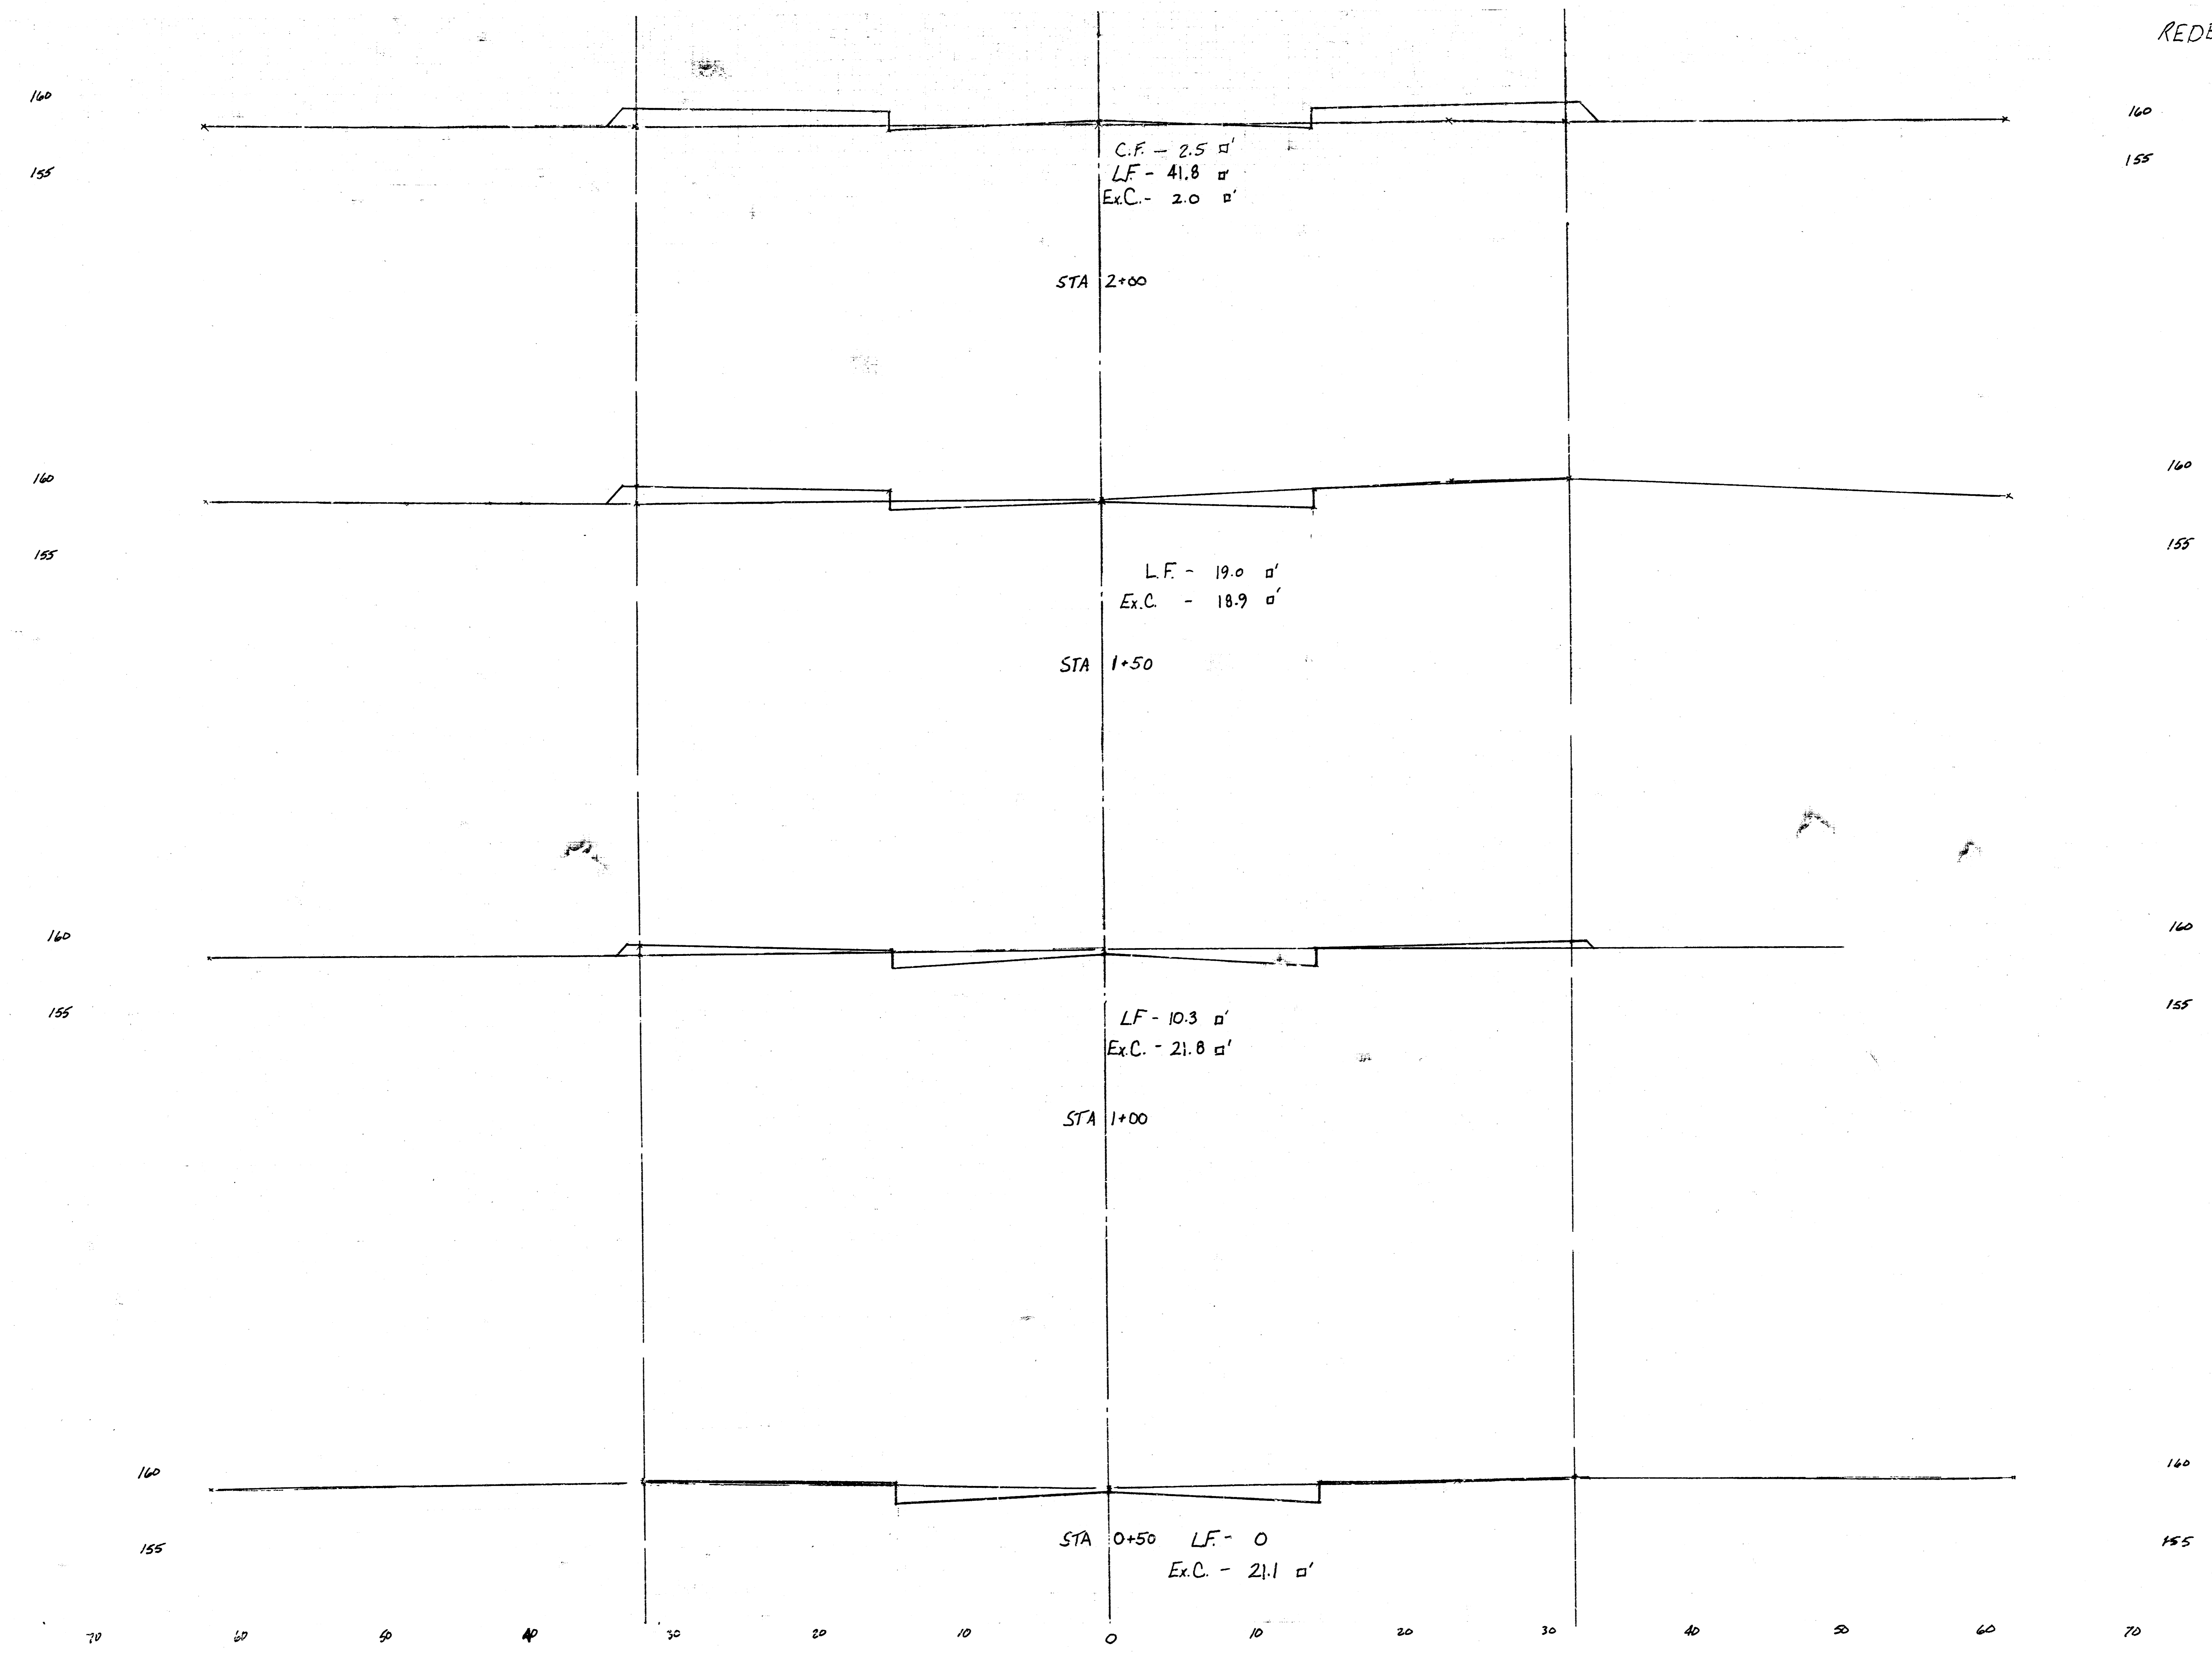 REDE
160
160
C.F. - 2.5 □'
155
155
L.F. - 41.8 □'
Ex.C. - 2.0 □'
STA 2+00
160
160
155
155
L.F. - 19.0 □'
Ex.C. - 18.9 □'
STA 1+50
160
160
155
155
LF - 10.3 □'
Ex.C. - 21.8 □'
STA 1+00
160
160
STA 0+50 L.F. - 0
155
155
Ex.C. - 21.1 □'
70 60 50 40 30 20 10 0 10 20 30 40 50 60 70